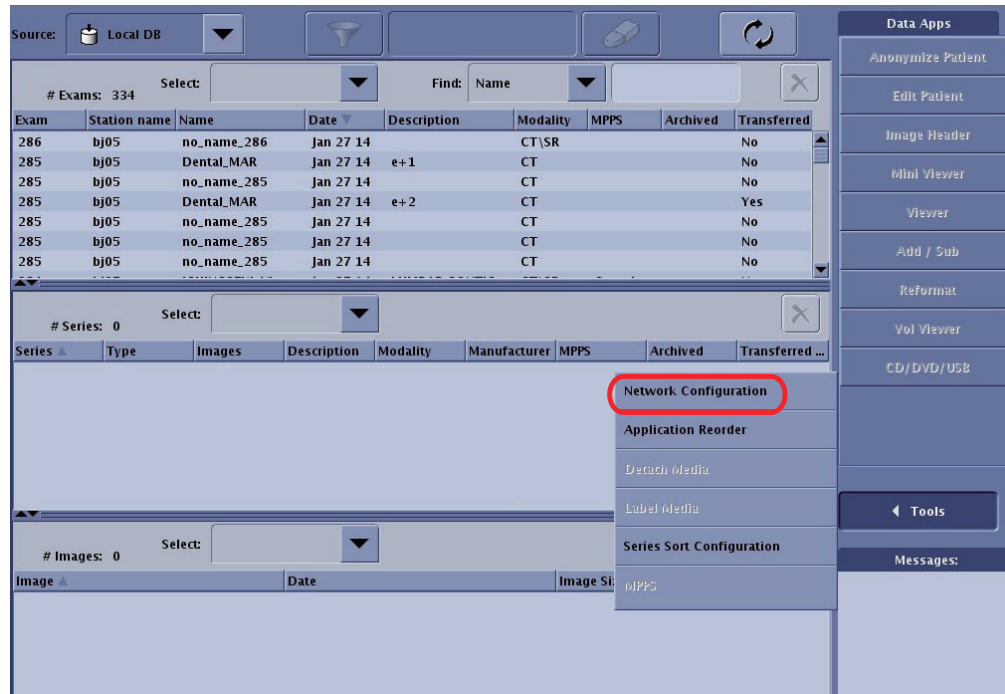 Source: Local DB
Select: Find: Name
# Exams: 334
Exam Station name Name Date Description Modality MPPS Archived Transferred
286 bj05 no_name_286 Jan 27 14 CT\SR No
285 bj05 Dental_MAR Jan 27 14 e+1 CT No
285 bj05 no_name_285 Jan 27 14 CT No
285 bj05 Dental_MAR Jan 27 14 e+2 CT Yes
285 bj05 no_name_285 Jan 27 14 CT No
285 bj05 no_name_285 Jan 27 14 CT No
285 bj05 no_name_285 Jan 27 14 CT No
Select:
# Series: 0
Series Type Images Description Modality Manufacturer MPPS Archived Transferred ...
Network Configuration
Application Reorder
Detach Media
Label Media
Series Sort Configuration
MPPS
Select:
# Images: 0
Image Date
Data Apps
Anonymize Patient
Edit Patient
Image Header
Mini Viewer
Viewer
Add / Sub
Reformat
Vol Viewer
CD/DVD/USB
Tools
Messages: